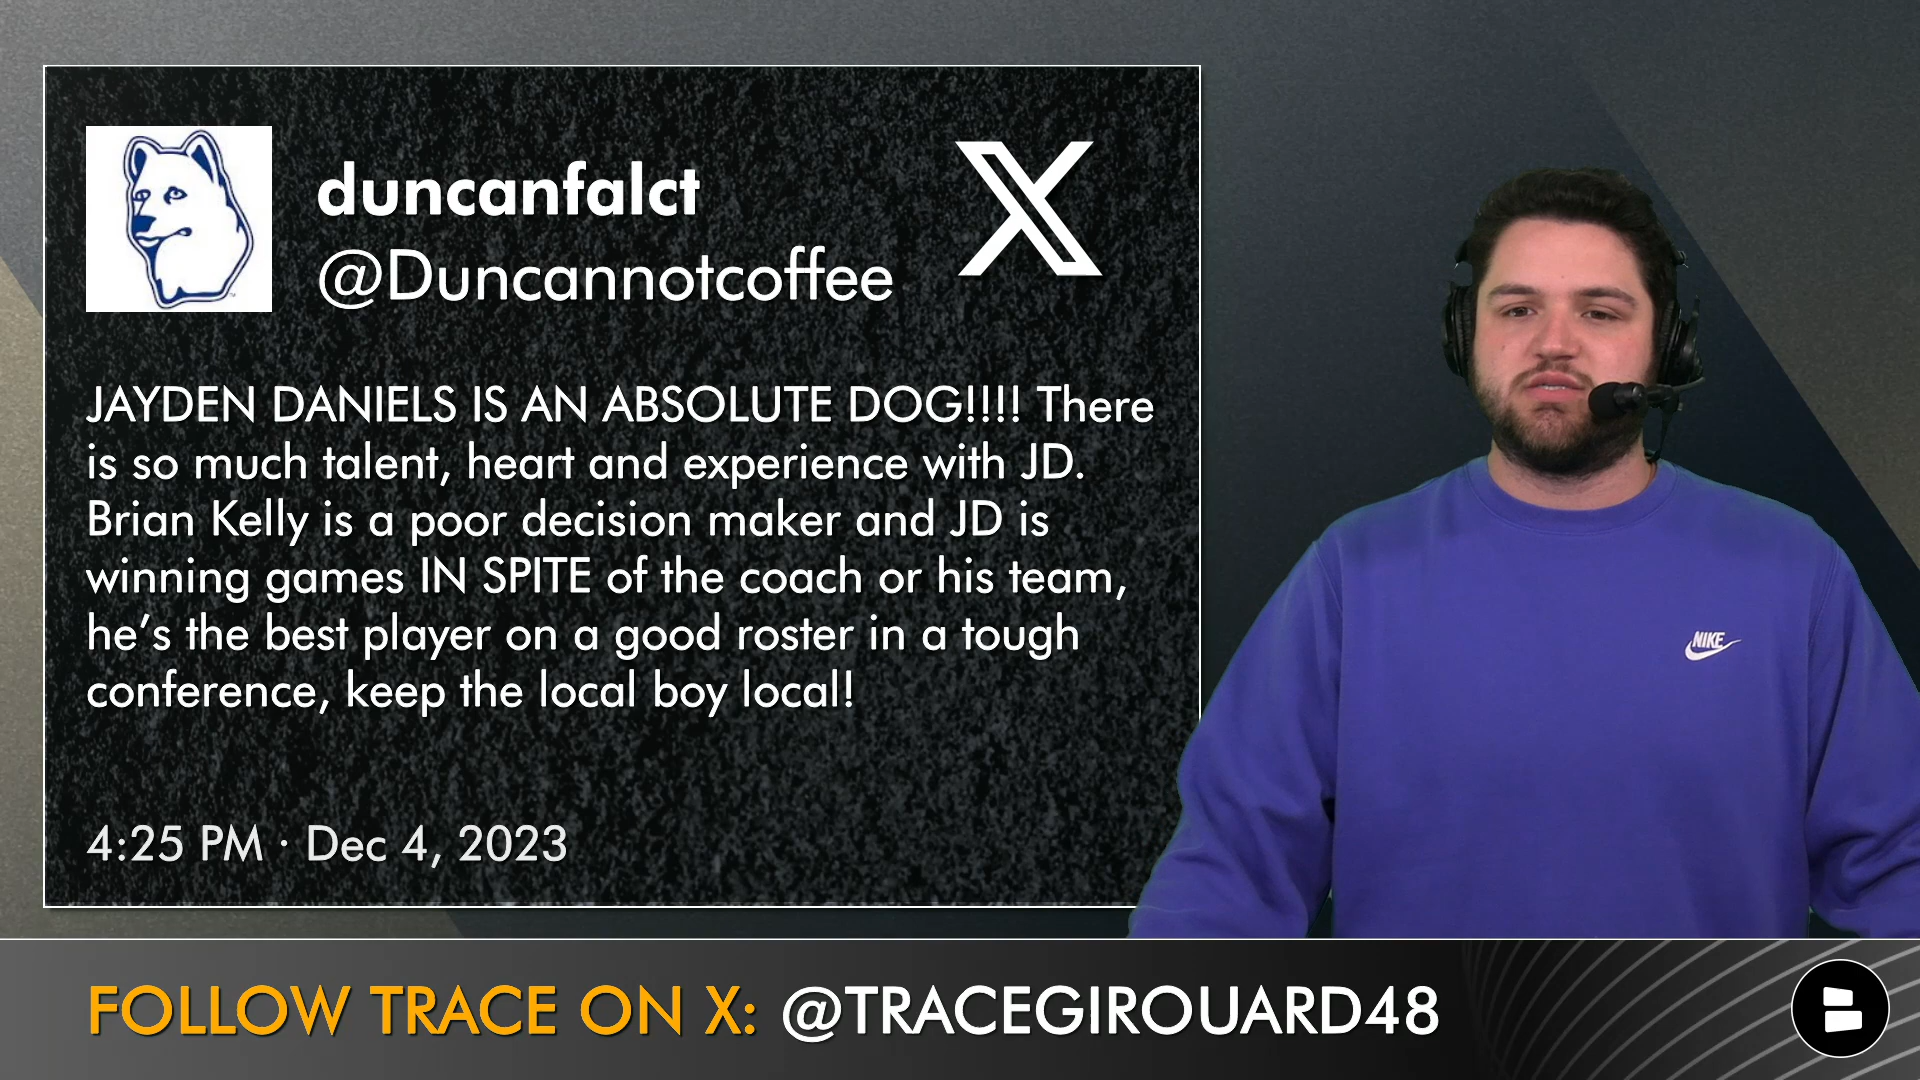 duncanfalct
@Duncannotcoffee
JAYDEN DANIELS IS AN ABSOLUTE DOG!!!! There
is so much talent, heart and experience with JD.
Brian Kelly is a poor decision maker and JD is
winning games IN SPITE of the coach or his team,
he’s the best player on a good roster in a tough
conference, keep the local boy local!
4:25 PM · Dec 4, 2023
NIKE
FOLLOW TRACE ON X: @TRACEGIROUARD48